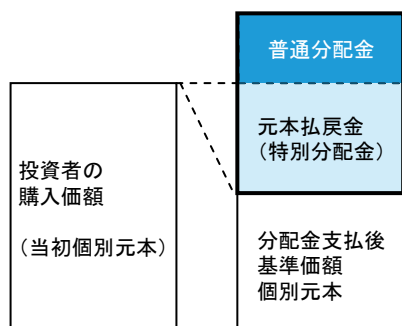 普通分配金
元本払戻金
（特別分配金）
投資者の
購入価額
（当初個別元本）
分配金支払後
基準価額
個別元本